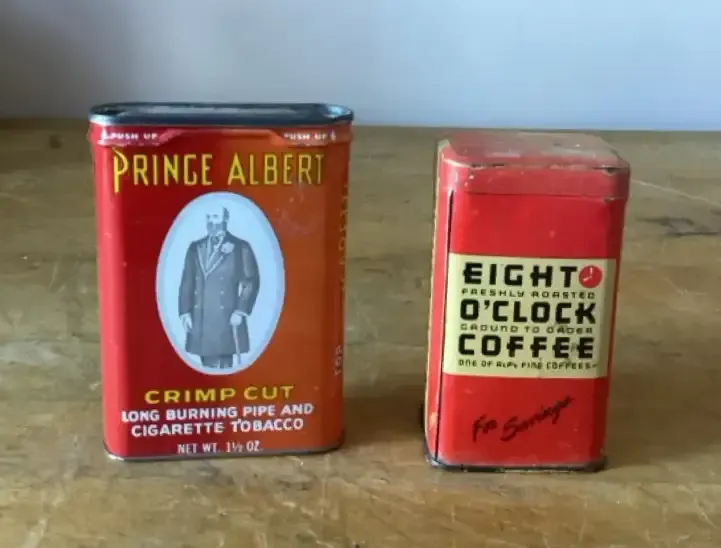 PUSH UP
PUSH UP
PRINCE ALBERT
CRIMP CUT
LONG BURNING PIPE AND
CIGARETTE TOBACCO
NET WT. 1½ OZ.
EIGHT
FRESHLY ROASTED
O'CLOCK
GROUND TO ORDER
COFFEE
ONE OF A&P's FINE COFFEES
For Savings